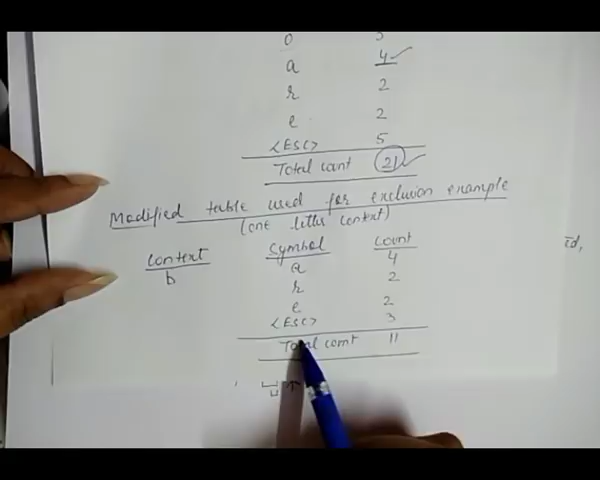 o 3
a 4
r 2
e 2
<ESC> 5
Total count 21
Modified table used for exclusion example
(one letter context)
Context Symbol Count
b a 4
r 2
e 2
<ESC> 3
Total count 11